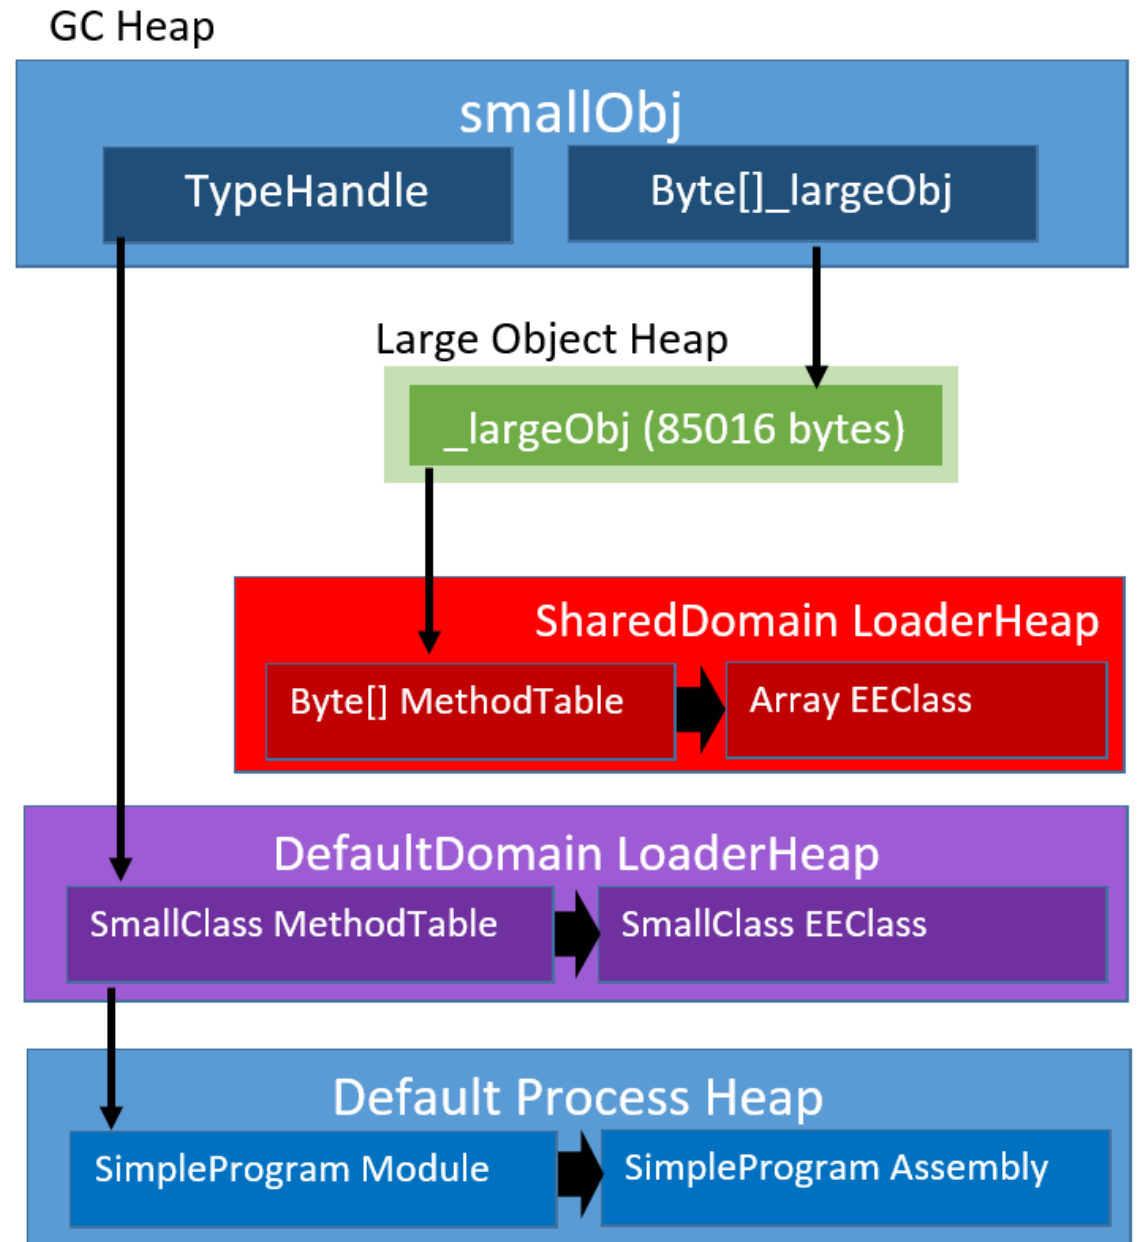 GC Heap
smallObj
TypeHandle
Byte[]_largeObj
Large Object Heap
_largeObj (85016 bytes)
SharedDomain LoaderHeap
Byte[] MethodTable
Array EEClass
DefaultDomain LoaderHeap
SmallClass MethodTable
SmallClass EEClass
Default Process Heap
SimpleProgram Module
SimpleProgram Assembly